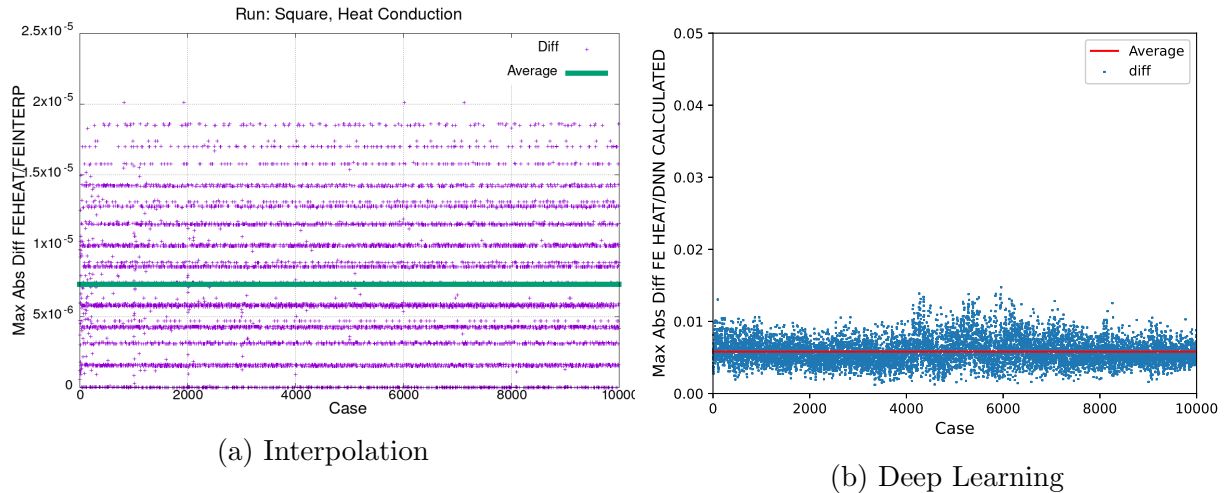 Run: Square, Heat Conduction
Max Abs Diff FEHEAT/FEINTERP
2.5x10⁻⁵
2x10⁻⁵
1.5x10⁻⁵
1x10⁻⁵
5x10⁻⁶
0
Diff
Average
0 2000 4000 6000 8000 10000
Case
(a) Interpolation
Max Abs Diff FE HEAT/DNN CALCULATED
0.05
0.04
0.03
0.02
0.01
0.00
Average
diff
0 2000 4000 6000 8000 10000
Case
(b) Deep Learning